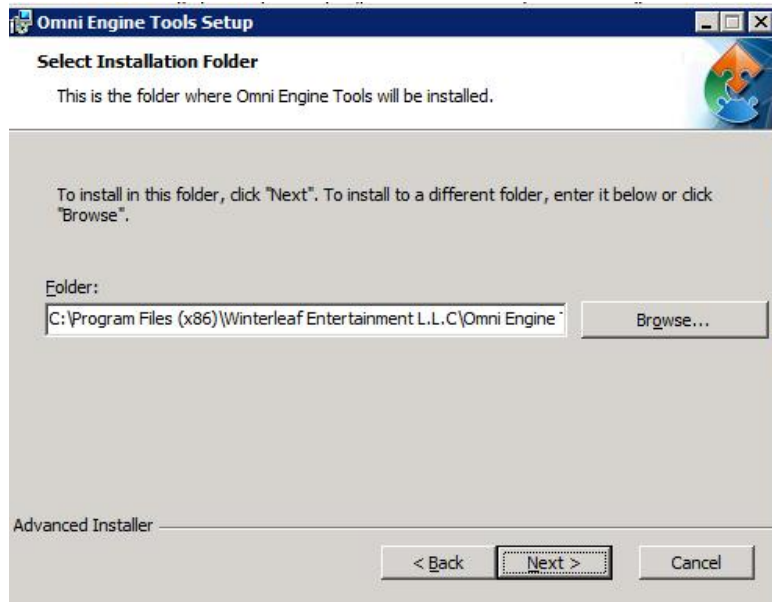 Omni Engine Tools Setup
Select Installation Folder
This is the folder where Omni Engine Tools will be installed.
To install in this folder, click "Next". To install to a different folder, enter it below or click
"Browse".
Folder:
C:\Program Files (x86)\Winterleaf Entertainment L.L.C\Omni Engine
Browse...
Advanced Installer
< Back
Next >
Cancel